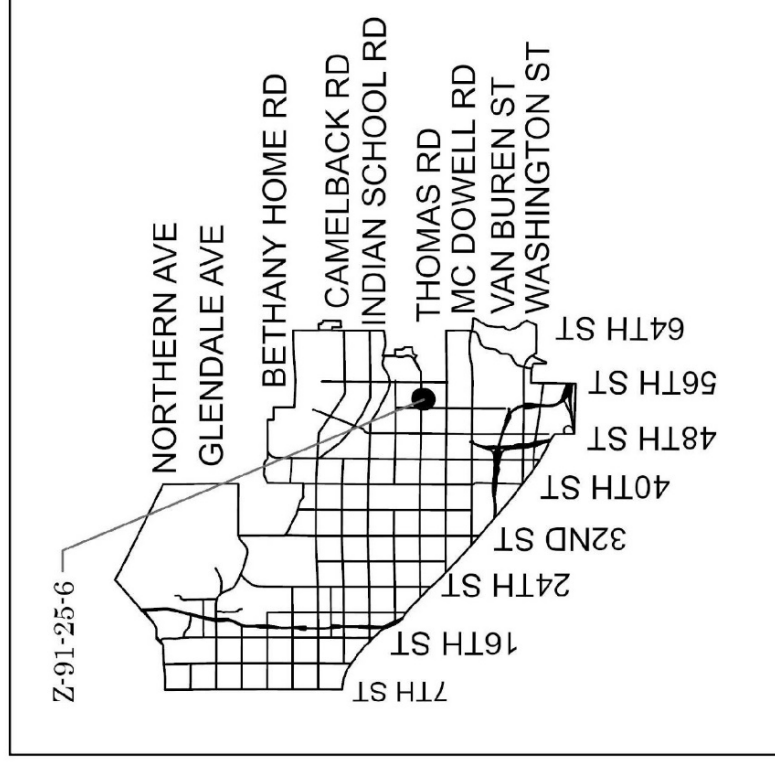 Z-91-25-6
NORTHERN AVE
GLENDALE AVE
BETHANY HOME RD
CAMELBACK RD
INDIAN SCHOOL RD
THOMAS RD
MC DOWELL RD
VAN BUREN ST
WASHINGTON ST
7TH ST
16TH ST
24TH ST
32ND ST
40TH ST
48TH ST
56TH ST
64TH ST